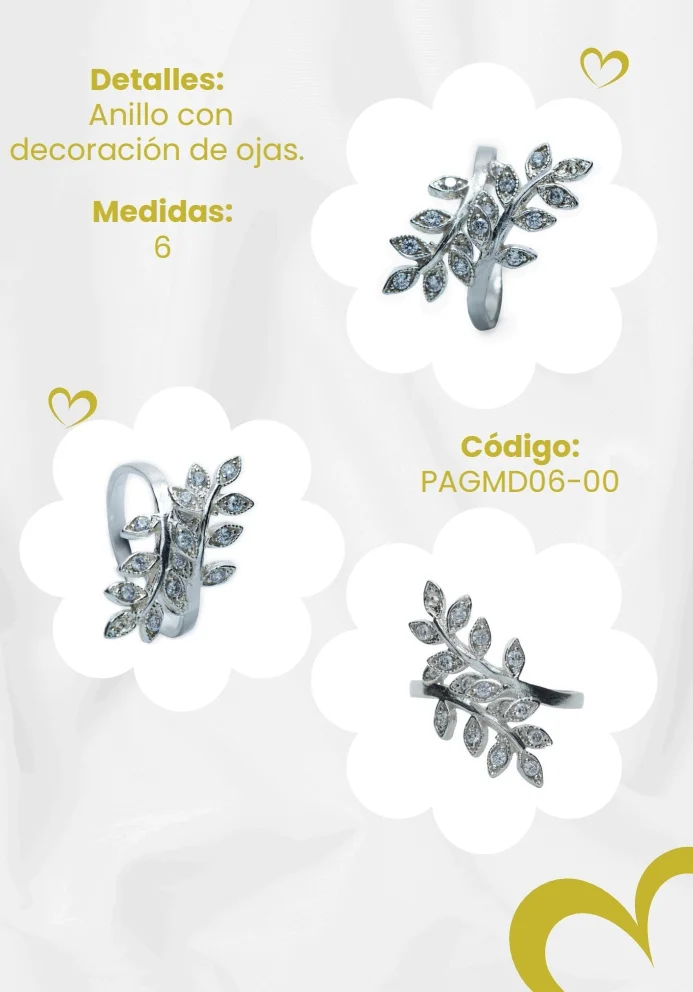 Detalles:
Anillo con
decoración de ojas.
Medidas:
6
Código:
PAGMD06-00